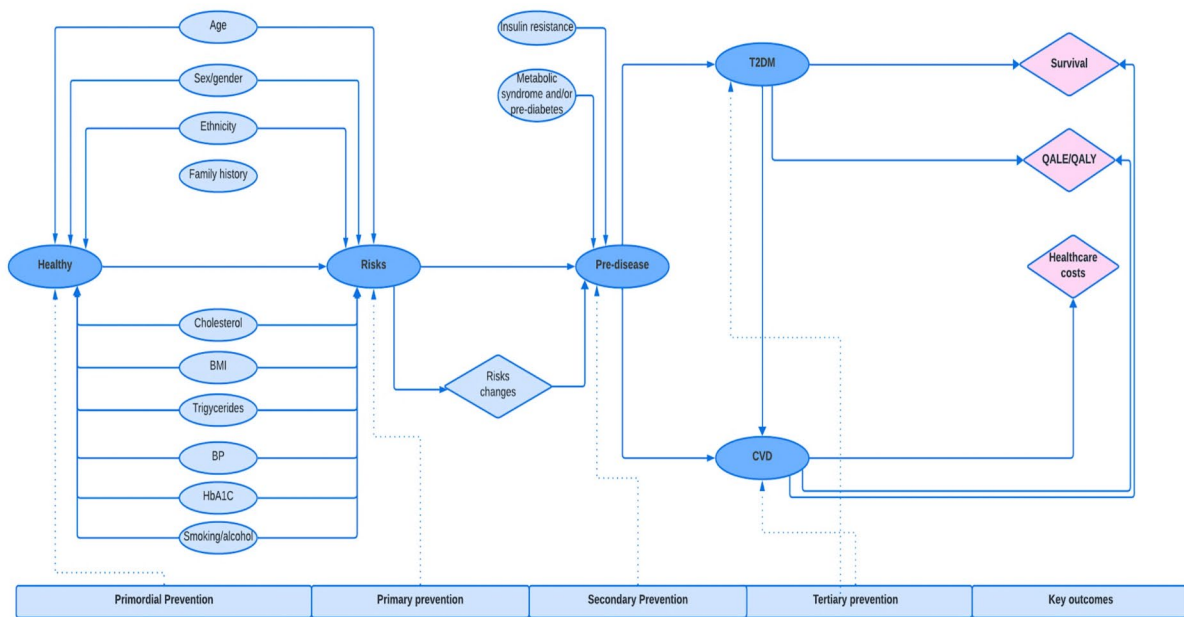 Age
Insulin resistance
T2DM
Survival
Sex/gender
Metabolic
syndrome and/or
pre-diabetes
Ethnicity
QALE/QALY
Family history
Healthy
Risks
Pre-disease
Healthcare
costs
Cholesterol
BMI
Risks
changes
Trigycerides
BP
CVD
HbA1C
Smoking/alcohol
Primordial Prevention
Primary prevention
Secondary Prevention
Tertiary prevention
Key outcomes